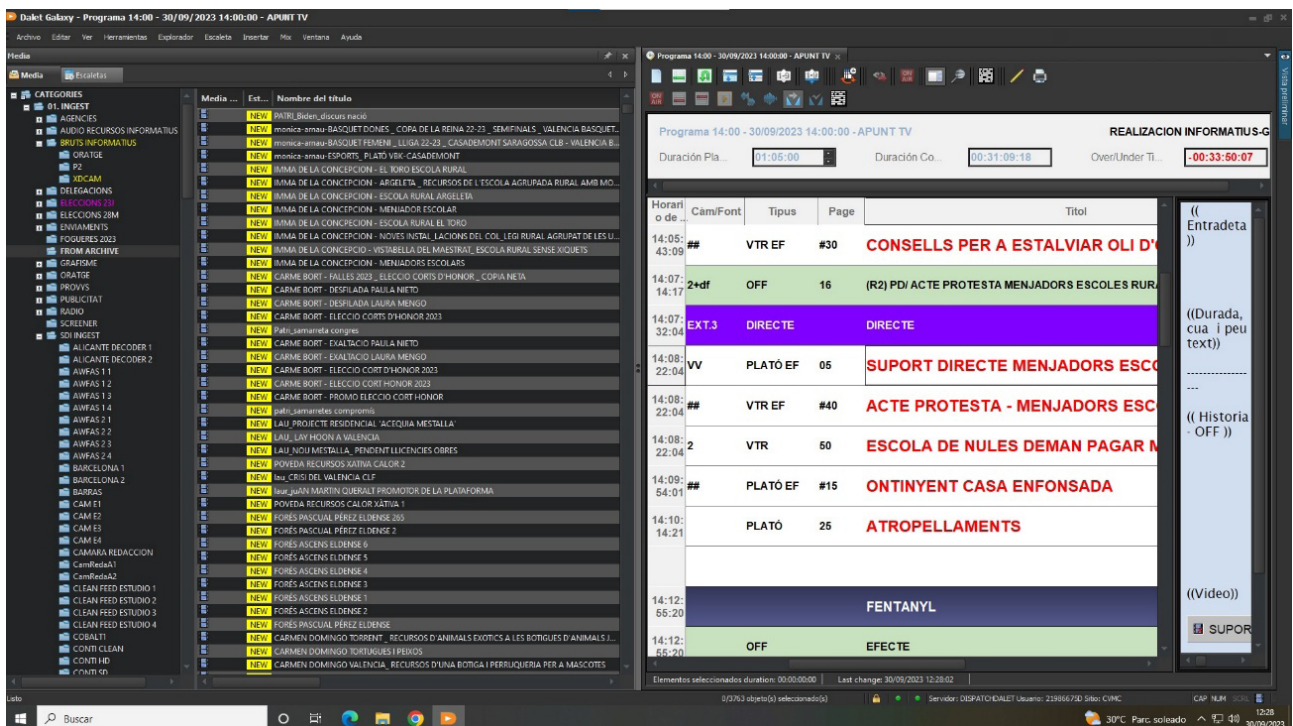 Dalet Galaxy - Programa 14:00 - 30/09/2023 14:00:00 - APUNT TV
Archivo Editar Ver Herramientas Explorador Escaleta Insertar Mix Ventana Ayuda
Media
Media Escaletas
CATEGORIES
01. INGEST
AGENCIES
AUDIO RECURSOS INFORMATIUS
BRUTS INFORMATIUS
ORATGE
P2
XDCAM
DELEGACIONS
ELECCIONS 23J
ELECCIONS 28M
ENVIAMENTS
FOGUERES 2023
FROM ARCHIVE
GRAFISME
ORATGE
PROVYS
PUBLICITAT
RADIO
SCREENER
SDI INGEST
ALICANTE DECODER 1
ALICANTE DECODER 2
AWFAS 1 1
AWFAS 1 2
AWFAS 1 3
AWFAS 1 4
AWFAS 2 1
AWFAS 2 2
AWFAS 2 3
AWFAS 2 4
BARCELONA 1
BARCELONA 2
BARRAS
CAM E1
CAM E2
CAM E3
CAM E4
CAMARA REDACCION
CamRedaA1
CamRedaA2
CLEAN FEED ESTUDIO 1
CLEAN FEED ESTUDIO 2
CLEAN FEED ESTUDIO 3
CLEAN FEED ESTUDIO 4
COBALT1
CONTI CLEAN
CONTI HD
CONTI SD
Media ... Est... Nombre del título
NEW PATRI_Biden_discurs nació
NEW monica-arnau-BASQUET DONES _ COPA DE LA REINA 22-23 _ SEMIFINALS _ VALENCIA BASQUET...
NEW monica-arnau-BASQUET FEMENI _ LLIGA 22-23 _ CASADEMONT SARAGOSSA CLB - VALENCIA B...
NEW monica-arnau-ESPORTS_ PLATÓ VBK-CASADEMONT
NEW IMMA DE LA CONCEPCION - EL TORO ESCOLA RURAL
NEW IMMA DE LA CONCEPCION - ARGELETA _ RECURSOS DE L'ESCOLA AGRUPADA RURAL AMB MO...
NEW IMMA DE LA CONCEPCION - ESCOLA RURAL ARGELETA
NEW IMMA DE LA CONCEPCION - MENJADOR ESCOLAR
NEW IMMA DE LA CONCEPCION - ESCOLA RURAL EL TORO
NEW IMMA DE LA CONCEPCION - NOVES INSTAL_LACIONS DEL COL_LEGI RURAL AGRUPAT DE LES U...
NEW IMMA DE LA CONCEPCIO - VISTABELLA DEL MAESTRAT_ ESCOLA RURAL SENSE XIQUETS
NEW IMMA DE LA CONCEPCION - MENJADORS ESCOLARS
NEW CARME BORT - FALLES 2023 _ ELECCIO CORTS D'HONOR _ COPIA NETA
NEW CARME BORT - DESFILADA PAULA NIETO
NEW CARME BORT - DESFILADA LAURA MENGO
NEW CARME BORT - ELECCIO CORTS D'HONOR 2023
NEW Patri_samarreta congres
NEW CARME BORT - EXALTACIO PAULA NIETO
NEW CARME BORT - EXALTACIO LAURA MENGO
NEW CARME BORT - ELECCIO CORT D'HONOR 2023
NEW CARME BORT - ELECCIO CORT HONOR 2023
NEW CARME BORT - PROMO ELECCIO CORT HONOR
NEW patri_samarretes compromís
NEW LAU_PROJECTE RESIDENCIAL 'ACEQUIA MESTALLA'
NEW LAU_ LAY HOON A VALENCIA
NEW LAU_NOU MESTALLA_ PENDENT LLICENCIES OBRES
NEW POVEDA RECURSOS XATIVA CALOR 2
NEW lau_CRISI DEL VALENCIA CLF
NEW laur_juAN MARTIN QUERALT PROMOTOR DE LA PLATAFORMA
NEW POVEDA RECURSOS CALOR XÀTIVA 1
NEW FORÉS PASCUAL PÉREZ ELDENSE 265
NEW FORÉS PASCUAL PÉREZ ELDENSE 2
NEW FORÉS ASCENS ELDENSE 6
NEW FORÉS ASCENS ELDENSE 5
NEW FORÉS ASCENS ELDENSE 4
NEW FORÉS ASCENS ELDENSE 3
NEW FORÉS ASCENS ELDENSE 1
NEW FORÉS ASCENS ELDENSE 2
NEW FORÉS PASCUAL PÉREZ ELDENSE
NEW CARMEN DOMINGO TORRENT _ RECURSOS D'ANIMALS EXOTICS A LES BOTIGUES D'ANIMALS J...
NEW CARMEN DOMINGO TORTUGUES I PEIXOS
NEW CARMEN DOMINGO VALENCIA_ RECURSOS D'UNA BOTIGA I PERRUQUERIA PER A MASCOTES
Programa 14:00 - 30/09/2023 14:00:00 - APUNT TV
Vista preliminar
ON AIR
Programa 14:00 - 30/09/2023 14:00:00 - APUNT TV REALIZACION INFORMATIUS-G
Duración Pla... 01:05:00 Duración Co... 00:31:09:18 Over/Under Ti... -00:33:50:07
Horari o de ... Càm/Font Tipus Page Titol
14:05:43:09 ## VTR EF #30 CONSELLS PER A ESTALVIAR OLI D'
14:07:14:17 2+df OFF 16 (R2) PD/ ACTE PROTESTA MENJADORS ESCOLES RUR
14:07:32:04 EXT.3 DIRECTE DIRECTE
14:08:22:04 VV PLATÓ EF 05 SUPORT DIRECTE MENJADORS ESCO
14:08:22:04 ## VTR EF #40 ACTE PROTESTA - MENJADORS ESC
14:08:22:04 2 VTR 50 ESCOLA DE NULES DEMAN PAGAR M
14:09:54:01 ## PLATÓ EF #15 ONTINYENT CASA ENFONSADA
14:10:14:21 PLATÓ 25 ATROPELLAMENTS
14:12:55:20 FENTANYL
14:12:55:20 OFF EFECTE
((
Entradeta
))
((Durada,
cua i peu
text))
---------------
---
(( Historia
- OFF ))
((Video))
SUPOR
Elementos seleccionados duration: 00:00:00:00 Last change: 30/09/2023 12:28:02
Listo 0/3763 objeto(s) seleccionado(s) Servidor: DISPATCHDALET Usuario: 21986675D Sitio: CVMC CAP NUM SCRL
Buscar 30°C Parc. soleado 12:28
30/09/2023